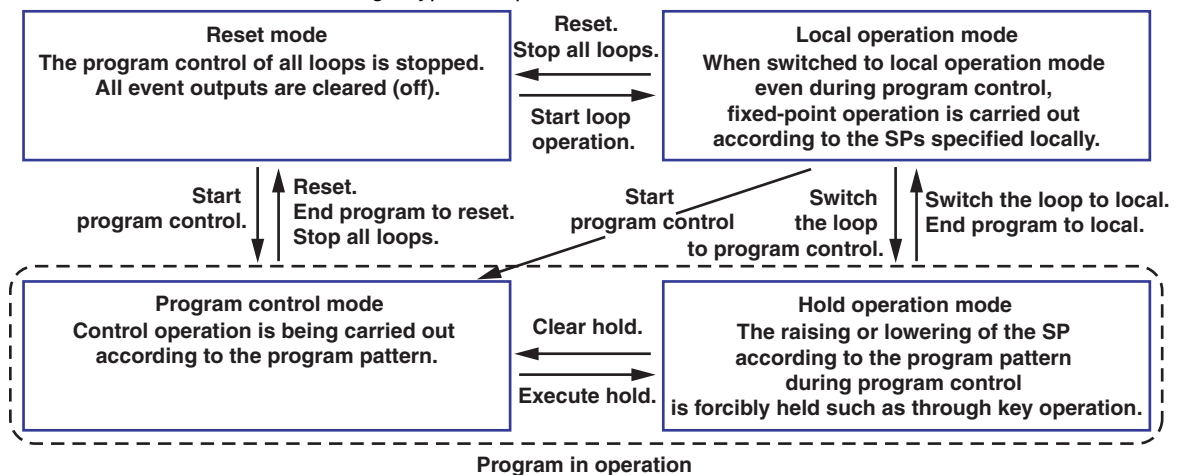 Reset mode
The program control of all loops is stopped.
All event outputs are cleared (off).
Reset.
Stop all loops.
Start loop
operation.
Local operation mode
When switched to local operation mode
even during program control,
fixed-point operation is carried out
according to the SPs specified locally.
Start
program control.
Reset.
End program to reset.
Stop all loops.
Start
program control
Switch
the loop
to program control.
Switch the loop to local.
End program to local.
Program control mode
Control operation is being carried out
according to the program pattern.
Clear hold.
Execute hold.
Hold operation mode
The raising or lowering of the SP
according to the program pattern
during program control
is forcibly held such as through key operation.
Program in operation